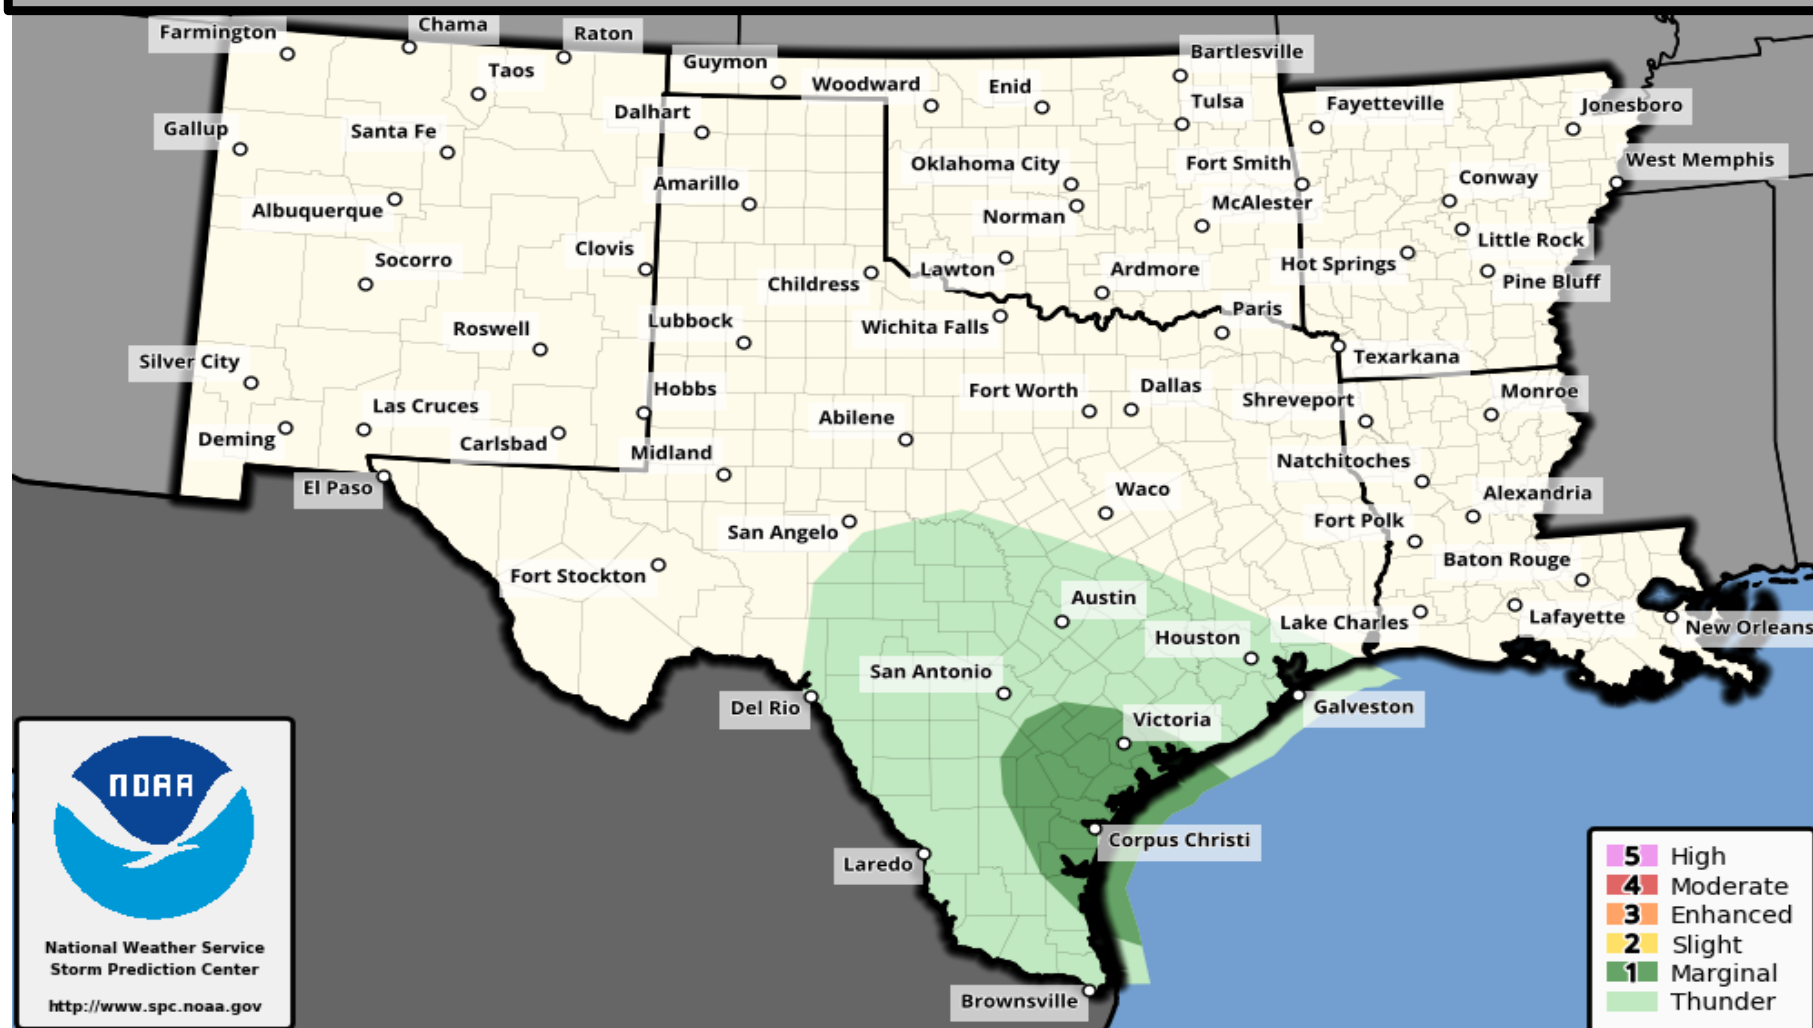 Farmington
Chama
Raton
Taos
Guymon
Woodward
Enid
Bartlesville
Tulsa
Fayetteville
Jonesboro
Gallup
Santa Fe
Dalhart
Oklahoma City
Fort Smith
Conway
West Memphis
Albuquerque
Amarillo
Norman
McAlester
Little Rock
Socorro
Clovis
Childress
Lawton
Ardmore
Hot Springs
Pine Bluff
Roswell
Lubbock
Wichita Falls
Paris
Texarkana
Silver City
Hobbs
Fort Worth
Dallas
Shreveport
Monroe
Las Cruces
Deming
Carlsbad
Midland
Abilene
Natchitoches
El Paso
Waco
Alexandria
San Angelo
Fort Polk
Fort Stockton
Baton Rouge
Austin
Houston
Lake Charles
Lafayette
New Orleans
San Antonio
Del Rio
Victoria
Galveston
Corpus Christi
Laredo
Brownsville
NOAA
National Weather Service
Storm Prediction Center
http://www.spc.noaa.gov
5 High
4 Moderate
3 Enhanced
2 Slight
1 Marginal
Thunder